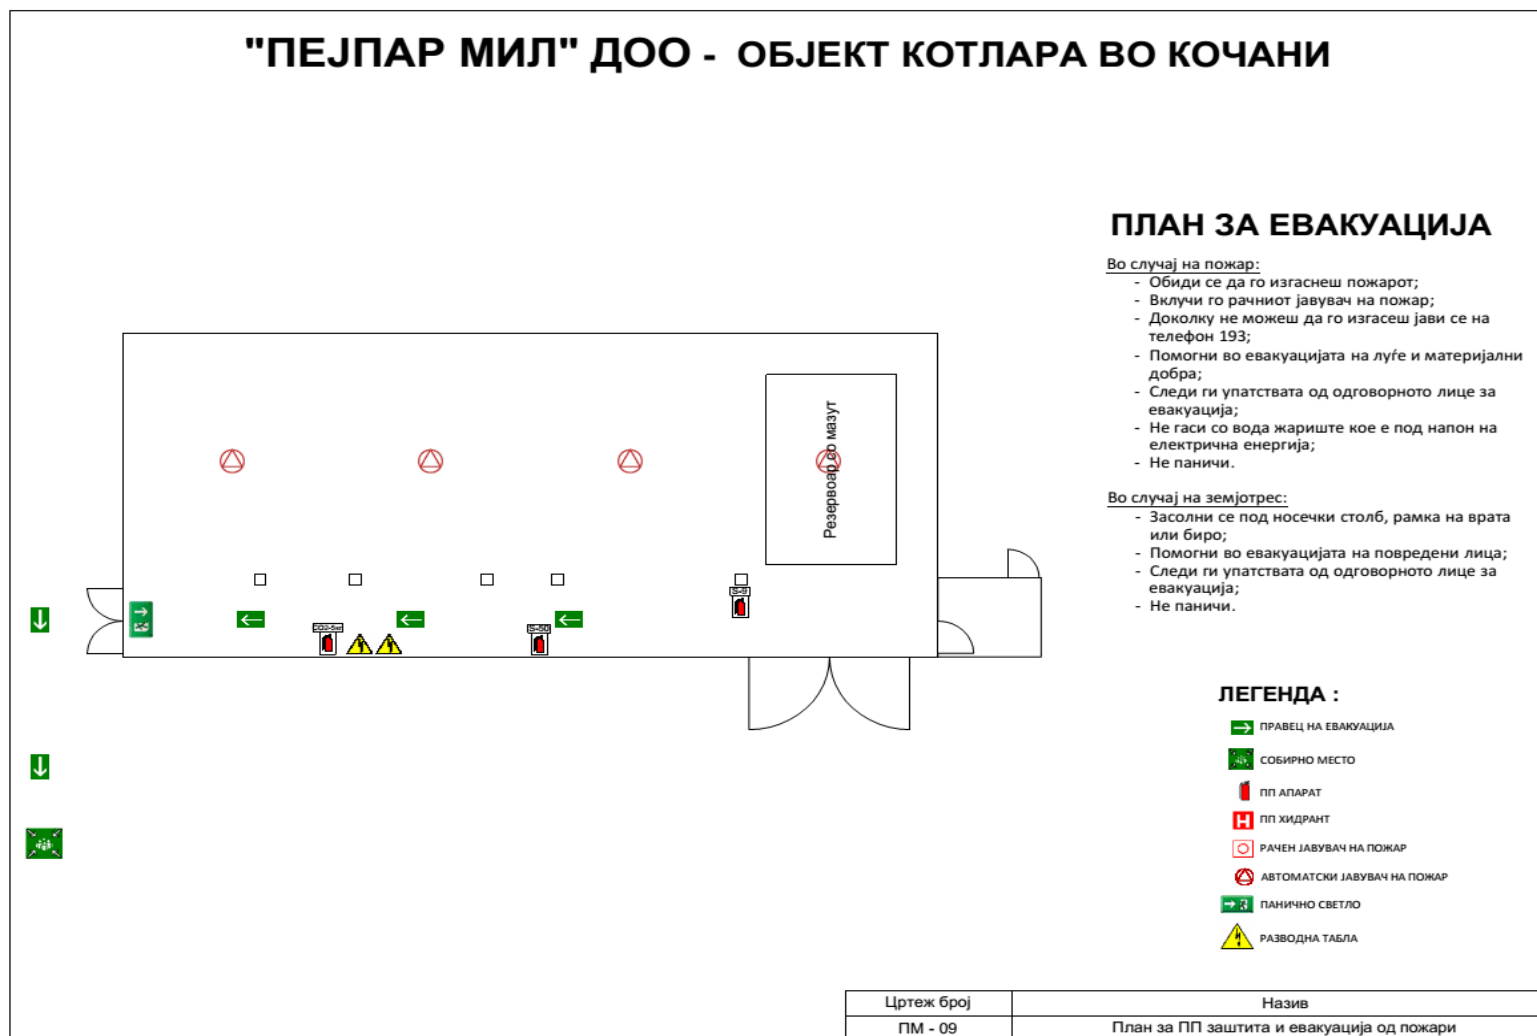 "ПЕЈПАР МИЛ" ДОО - ОБЈЕКТ КОТЛАРА ВО КОЧАНИ
ПЛАН ЗА ЕВАКУАЦИЈА
Во случај на пожар:
- Обиди се да го изгаснеш пожарот;
- Вклучи го рачниот јавувач на пожар;
- Доколку не можеш да го изгасеш јави се на
телефон 193;
- Помогни во евакуацијата на луѓе и материјални
добра;
- Следи ги упатствата од одговорното лице за
евакуација;
- Не гаси со вода жариште кое е под напон на
електрична енергија;
- Не паничи.
Во случај на земјотрес:
- Засолни се под носечки столб, рамка на врата
или биро;
- Помогни во евакуацијата на повредени лица;
- Следи ги упатствата од одговорното лице за
евакуација;
- Не паничи.
Резервоар со мазут
S-9
CO2-5кг
S-50
ЛЕГЕНДА :
ПРАВЕЦ НА ЕВАКУАЦИЈА
СОБИРНО МЕСТО
ПП АПАРАТ
H ПП ХИДРАНТ
РАЧЕН ЈАВУВАЧ НА ПОЖАР
АВТОМАТСКИ ЈАВУВАЧ НА ПОЖАР
ПАНИЧНО СВЕТЛО
РАЗВОДНА ТАБЛА
Цртеж број Назив
ПМ - 09 План за ПП заштита и евакуација од пожари